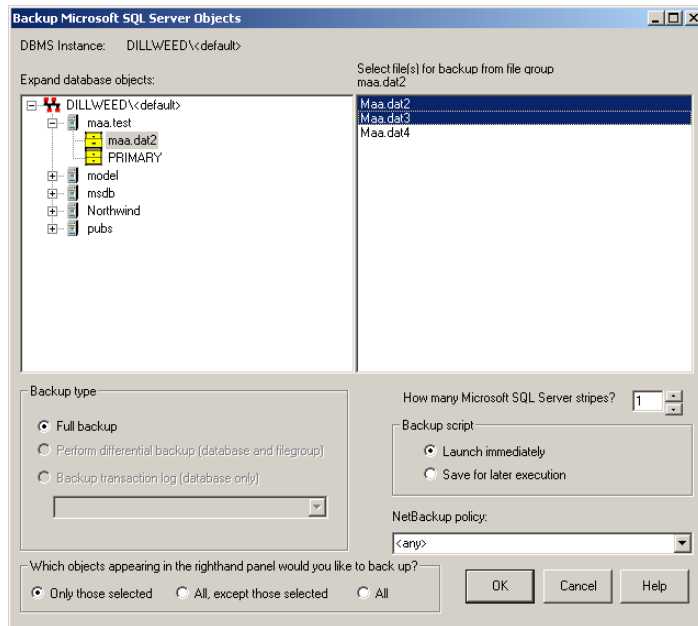 Backup Microsoft SQL Server Objects
DBMS Instance: DILLWEED\<default>
Expand database objects:
Select file(s) for backup from file group
maa.dat2
DILLWEED\<default>
maa.test
maa.dat2
PRIMARY
model
msdb
Northwind
pubs
Maa.dat2
Maa.dat3
Maa.dat4
Backup type
Full backup
Perform differential backup (database and filegroup)
Backup transaction log (database only)
How many Microsoft SQL Server stripes? 1
Backup script
Launch immediately
Save for later execution
NetBackup policy:
<any>
Which objects appearing in the righthand panel would you like to back up?
Only those selected All, except those selected All
OK Cancel Help